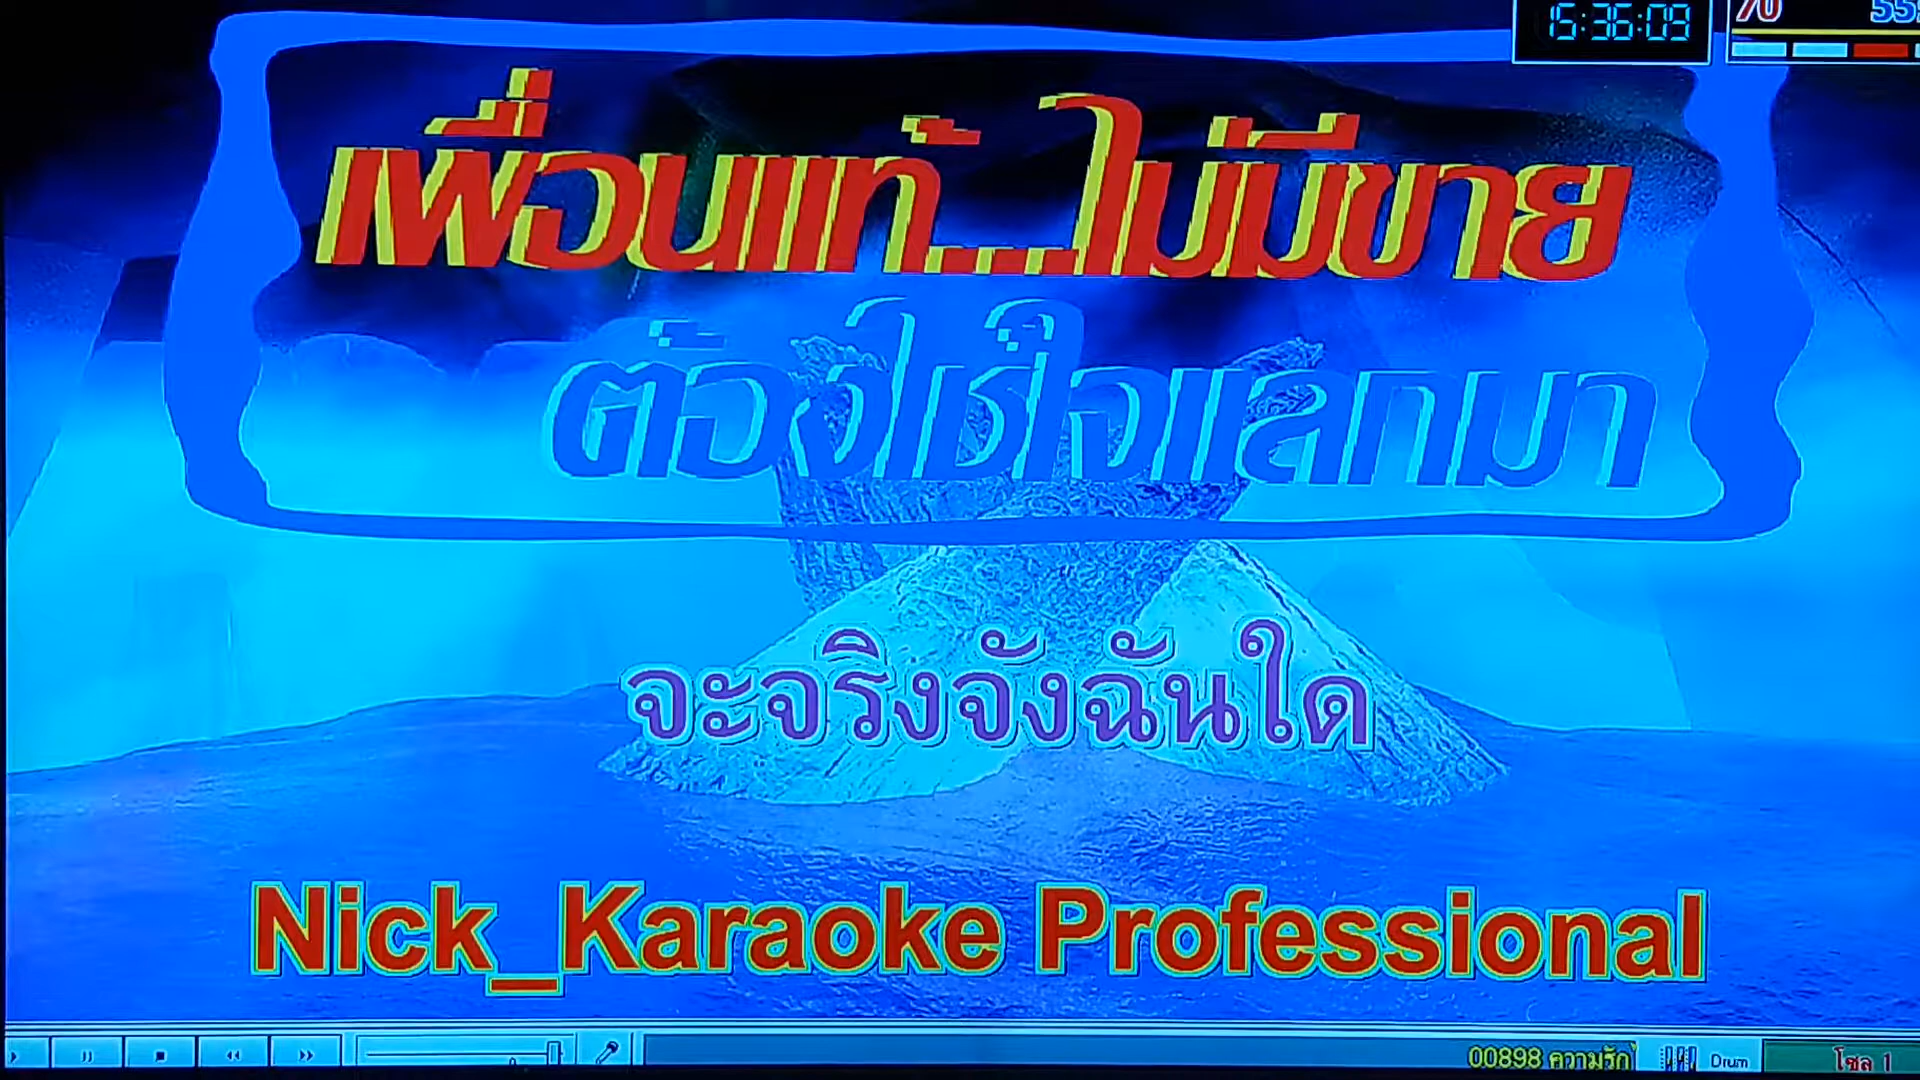 15:36:09
70 55
เพื่อนแท้....ไม่มีขาย
ต้องใช้ใจแลกมา
จะจริงจังฉันใด
Nick_Karaoke Professional
00898 ความรัก
Drum
โซล 1